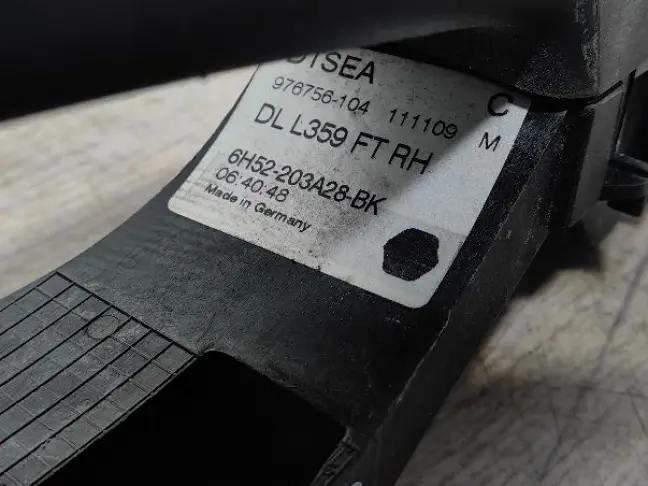 DTSEA
976756-104 111109 C
DL L359 FT RH M
6H52-203A28-BK
06:40:48
Made in Germany